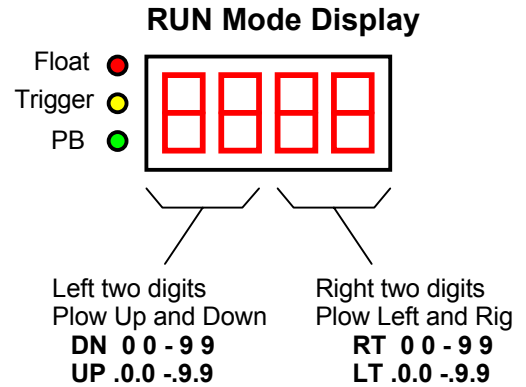 RUN Mode Display
Float
Trigger
PB
8888
Left two digits
Plow Up and Down
DN 0 0 - 9 9
UP .0.0 -.9.9
Right two digits
Plow Left and Rig
RT 0 0 - 9 9
LT .0.0 -.9.9